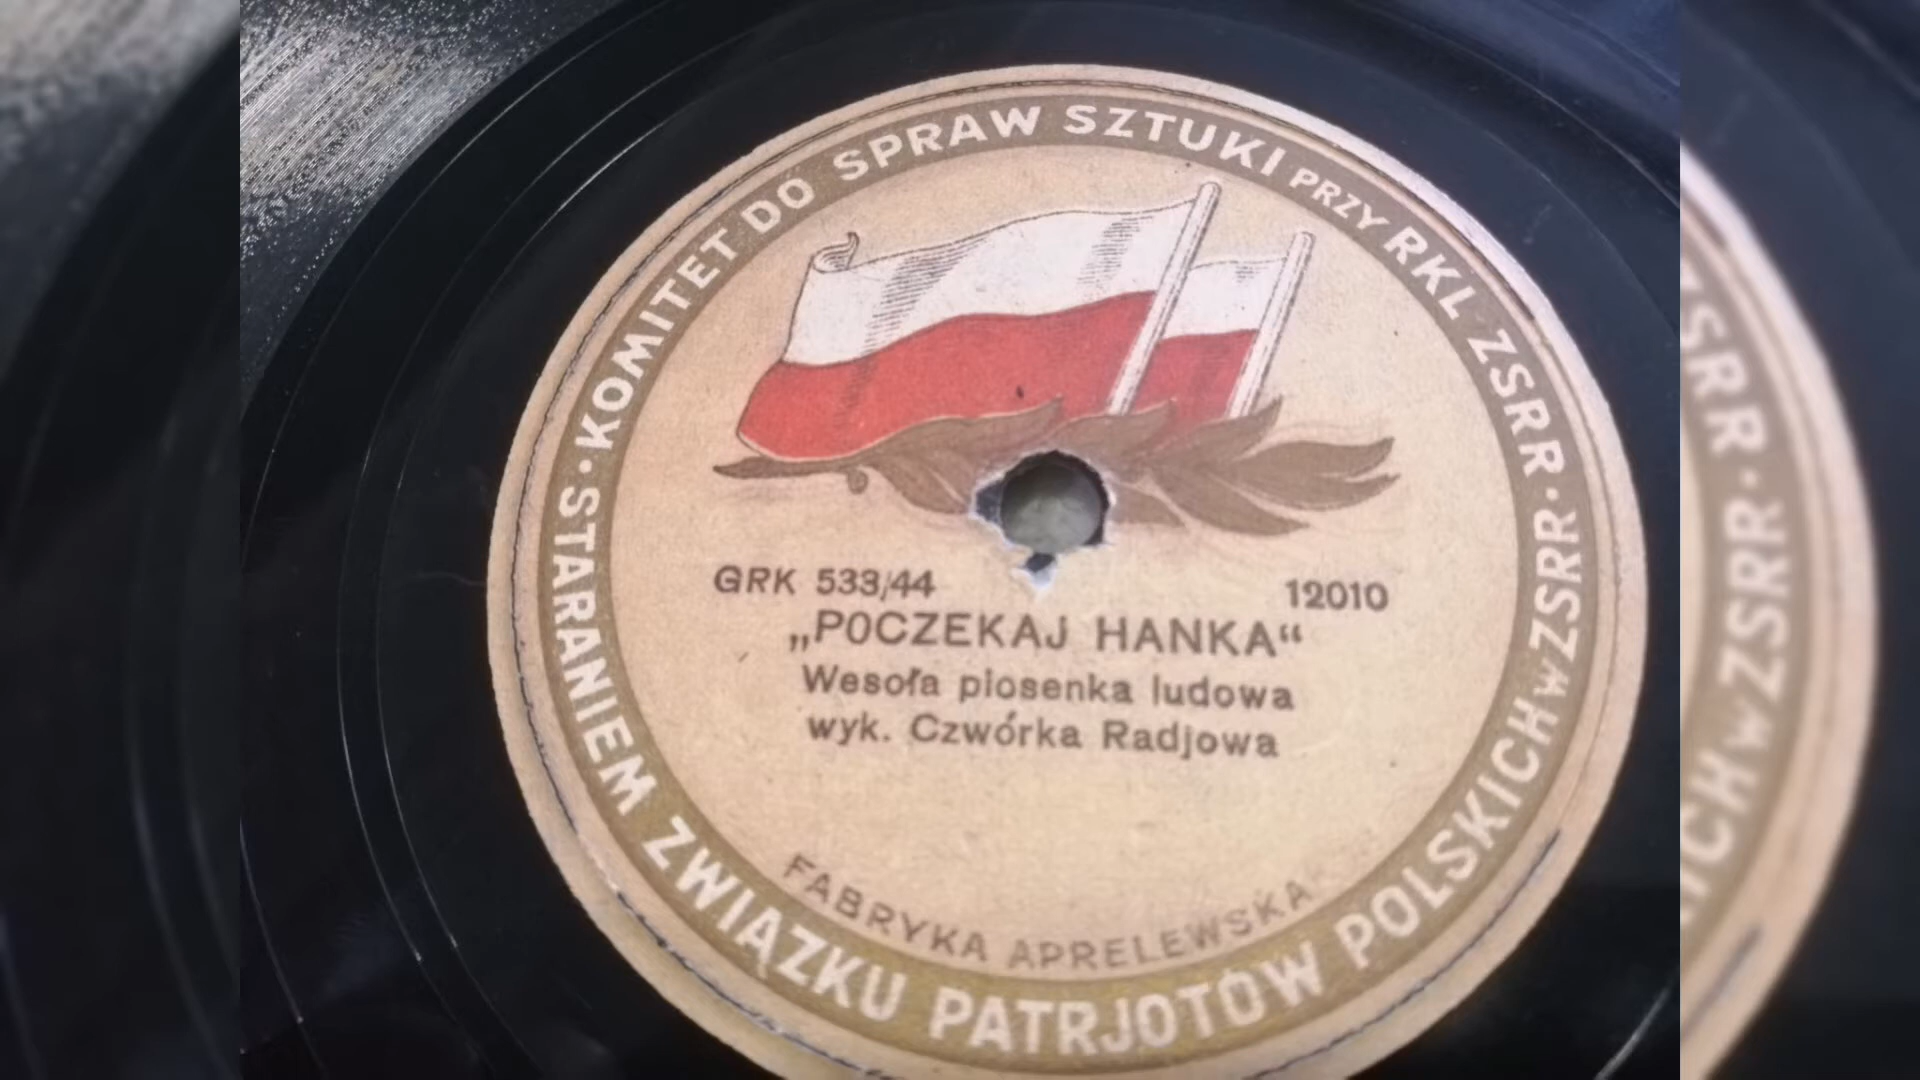 KOMITET DO SPRAW SZTUKI PRZY RKL ZSRR ·
STARANIEM ZWIĄZKU PATRJOTÓW POLSKICH w ZSRR ·
GRK 533/44 12010
„POCZEKAJ HANKA“
Wesoła piosenka ludowa
wyk. Czwórka Radjowa
FABRYKA APRELEWSKA